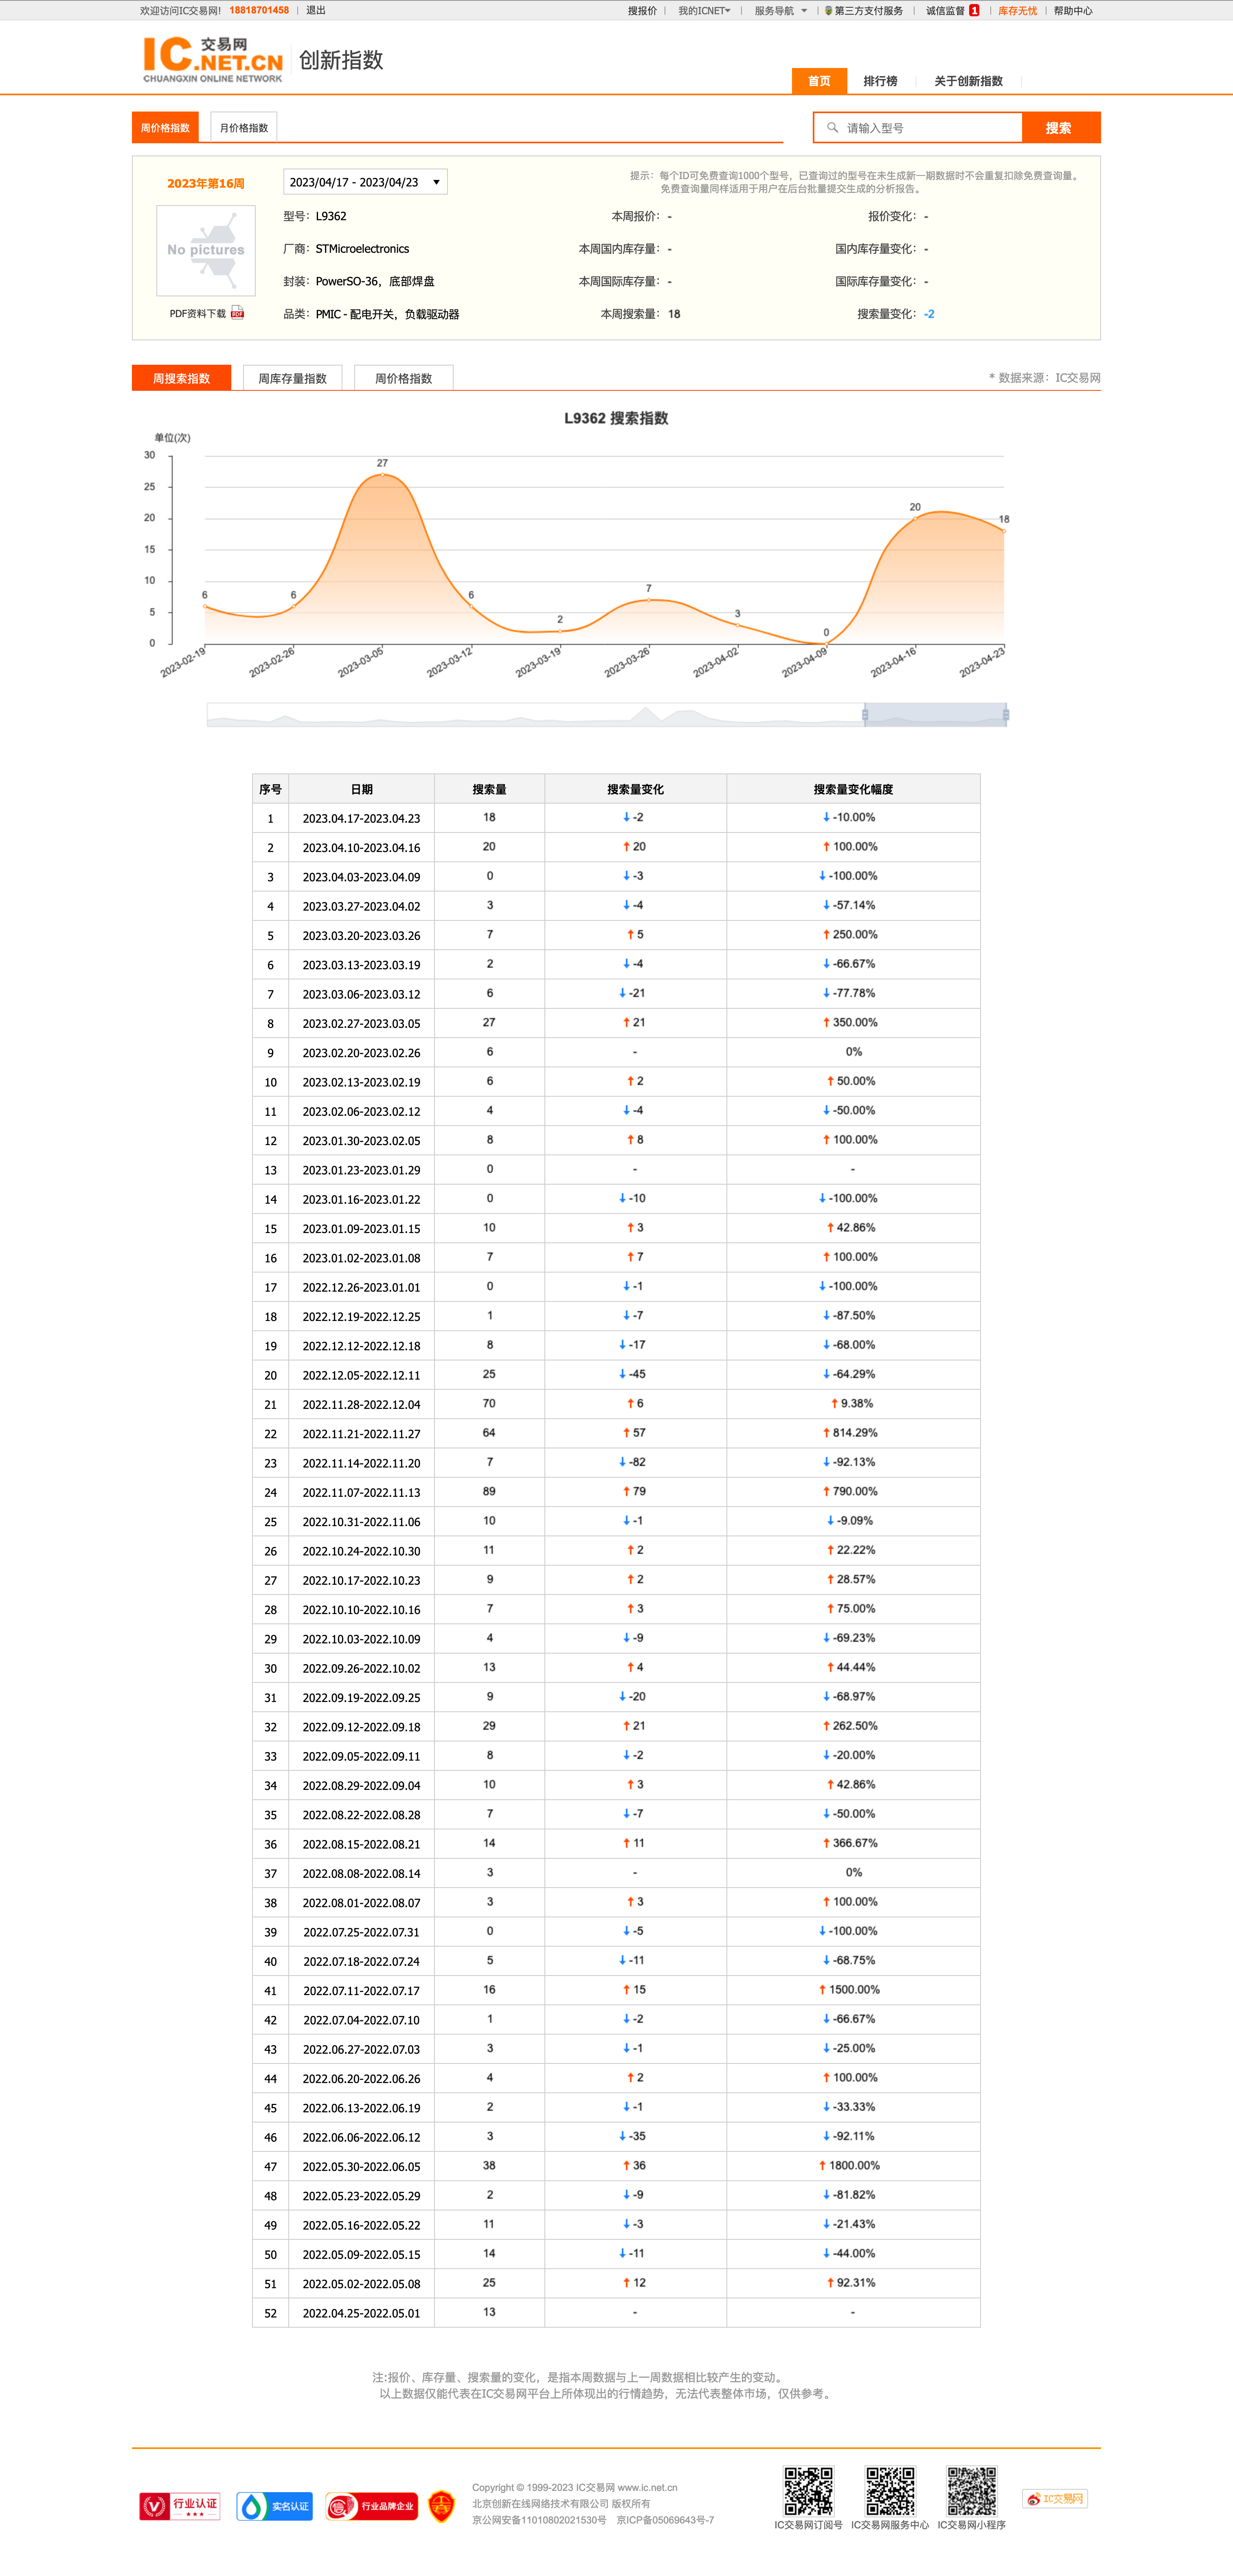 欢迎访问IC交易网! 18818701458 | 退出 搜报价 | 我的ICNET | 服务导航 | 第三方支付服务 | 诚信监督 1 | 库存无忧 | 帮助中心
IC 交易网 .NET.CN CHUANGXIN ONLINE NETWORK 创新指数
首页 排行榜 关于创新指数
周价格指数 月价格指数 请输入型号 搜索
2023年第16周 2023/04/17 - 2023/04/23 ▼ 提示：每个ID可免费查询1000个型号，已查询过的型号在未生成新一期数据时不会重复扣除免费查询量。
免费查询量同样适用于用户在后台批量提交生成的分析报告。
型号：L9362 本周报价：- 报价变化：-
No pictures
厂商：STMicroelectronics 本周国内库存量：- 国内库存量变化：-
封装：PowerSO-36，底部焊盘 本周国际库存量：- 国际库存量变化：-
PDF资料下载 PDF 品类：PMIC - 配电开关，负载驱动器 本周搜索量：18 搜索量变化：-2
周搜索指数 周库存量指数 周价格指数 * 数据来源：IC交易网
L9362 搜索指数
单位(次)
30
25
20
15
10
5
0
6 6 27 6 2 7 3 0 20 18
2023-02-19 2023-02-26 2023-03-05 2023-03-12 2023-03-19 2023-03-26 2023-04-02 2023-04-09 2023-04-16 2023-04-23
序号 日期 搜索量 搜索量变化 搜索量变化幅度
1 2023.04.17-2023.04.23 18 ↓ -2 ↓ -10.00%
2 2023.04.10-2023.04.16 20 ↑ 20 ↑ 100.00%
3 2023.04.03-2023.04.09 0 ↓ -3 ↓ -100.00%
4 2023.03.27-2023.04.02 3 ↓ -4 ↓ -57.14%
5 2023.03.20-2023.03.26 7 ↑ 5 ↑ 250.00%
6 2023.03.13-2023.03.19 2 ↓ -4 ↓ -66.67%
7 2023.03.06-2023.03.12 6 ↓ -21 ↓ -77.78%
8 2023.02.27-2023.03.05 27 ↑ 21 ↑ 350.00%
9 2023.02.20-2023.02.26 6 - 0%
10 2023.02.13-2023.02.19 6 ↑ 2 ↑ 50.00%
11 2023.02.06-2023.02.12 4 ↓ -4 ↓ -50.00%
12 2023.01.30-2023.02.05 8 ↑ 8 ↑ 100.00%
13 2023.01.23-2023.01.29 0 - -
14 2023.01.16-2023.01.22 0 ↓ -10 ↓ -100.00%
15 2023.01.09-2023.01.15 10 ↑ 3 ↑ 42.86%
16 2023.01.02-2023.01.08 7 ↑ 7 ↑ 100.00%
17 2022.12.26-2023.01.01 0 ↓ -1 ↓ -100.00%
18 2022.12.19-2022.12.25 1 ↓ -7 ↓ -87.50%
19 2022.12.12-2022.12.18 8 ↓ -17 ↓ -68.00%
20 2022.12.05-2022.12.11 25 ↓ -45 ↓ -64.29%
21 2022.11.28-2022.12.04 70 ↑ 6 ↑ 9.38%
22 2022.11.21-2022.11.27 64 ↑ 57 ↑ 814.29%
23 2022.11.14-2022.11.20 7 ↓ -82 ↓ -92.13%
24 2022.11.07-2022.11.13 89 ↑ 79 ↑ 790.00%
25 2022.10.31-2022.11.06 10 ↓ -1 ↓ -9.09%
26 2022.10.24-2022.10.30 11 ↑ 2 ↑ 22.22%
27 2022.10.17-2022.10.23 9 ↑ 2 ↑ 28.57%
28 2022.10.10-2022.10.16 7 ↑ 3 ↑ 75.00%
29 2022.10.03-2022.10.09 4 ↓ -9 ↓ -69.23%
30 2022.09.26-2022.10.02 13 ↑ 4 ↑ 44.44%
31 2022.09.19-2022.09.25 9 ↓ -20 ↓ -68.97%
32 2022.09.12-2022.09.18 29 ↑ 21 ↑ 262.50%
33 2022.09.05-2022.09.11 8 ↓ -2 ↓ -20.00%
34 2022.08.29-2022.09.04 10 ↑ 3 ↑ 42.86%
35 2022.08.22-2022.08.28 7 ↓ -7 ↓ -50.00%
36 2022.08.15-2022.08.21 14 ↑ 11 ↑ 366.67%
37 2022.08.08-2022.08.14 3 - 0%
38 2022.08.01-2022.08.07 3 ↑ 3 ↑ 100.00%
39 2022.07.25-2022.07.31 0 ↓ -5 ↓ -100.00%
40 2022.07.18-2022.07.24 5 ↓ -11 ↓ -68.75%
41 2022.07.11-2022.07.17 16 ↑ 15 ↑ 1500.00%
42 2022.07.04-2022.07.10 1 ↓ -2 ↓ -66.67%
43 2022.06.27-2022.07.03 3 ↓ -1 ↓ -25.00%
44 2022.06.20-2022.06.26 4 ↑ 2 ↑ 100.00%
45 2022.06.13-2022.06.19 2 ↓ -1 ↓ -33.33%
46 2022.06.06-2022.06.12 3 ↓ -35 ↓ -92.11%
47 2022.05.30-2022.06.05 38 ↑ 36 ↑ 1800.00%
48 2022.05.23-2022.05.29 2 ↓ -9 ↓ -81.82%
49 2022.05.16-2022.05.22 11 ↓ -3 ↓ -21.43%
50 2022.05.09-2022.05.15 14 ↓ -11 ↓ -44.00%
51 2022.05.02-2022.05.08 25 ↑ 12 ↑ 92.31%
52 2022.04.25-2022.05.01 13 - -
注:报价、库存量、搜索量的变化，是指本周数据与上一周数据相比较产生的变动。
以上数据仅能代表在IC交易网平台上所体现出的行情趋势，无法代表整体市场，仅供参考。
行业认证 实名认证 行业品牌企业
Copyright © 1999-2023 IC交易网 www.ic.net.cn
北京创新在线网络技术有限公司 版权所有
京公网安备11010802021530号 京ICP备05069643号-7
IC交易网订阅号 IC交易网服务中心 IC交易网小程序
IC交易网